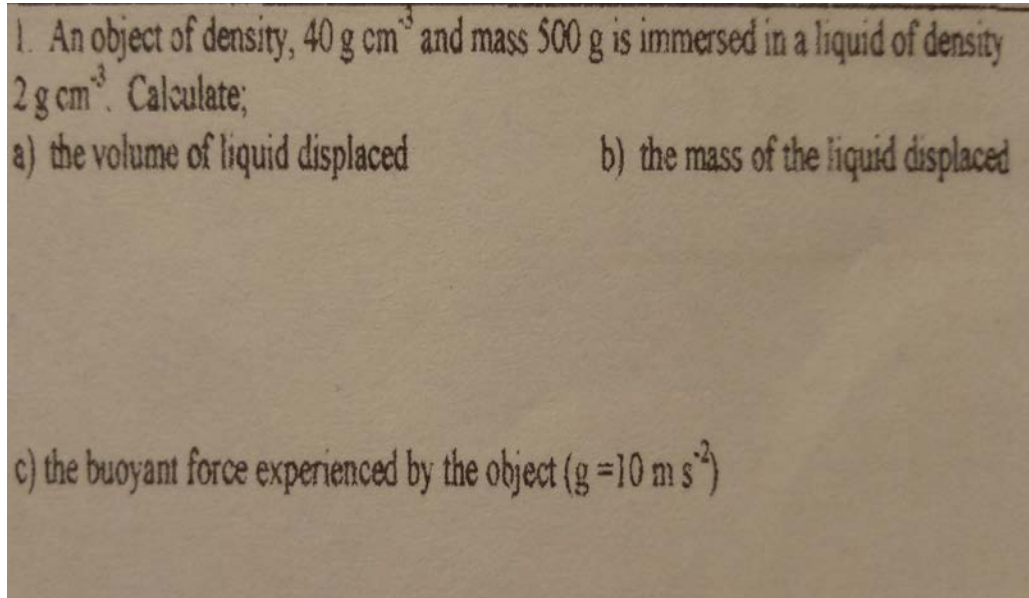 1. An object of density, 40 g cm⁻³ and mass 500 g is immersed in a liquid of density
2 g cm⁻³. Calculate;
a) the volume of liquid displaced b) the mass of the liquid displaced
c) the buoyant force experienced by the object (g =10 m s⁻²)